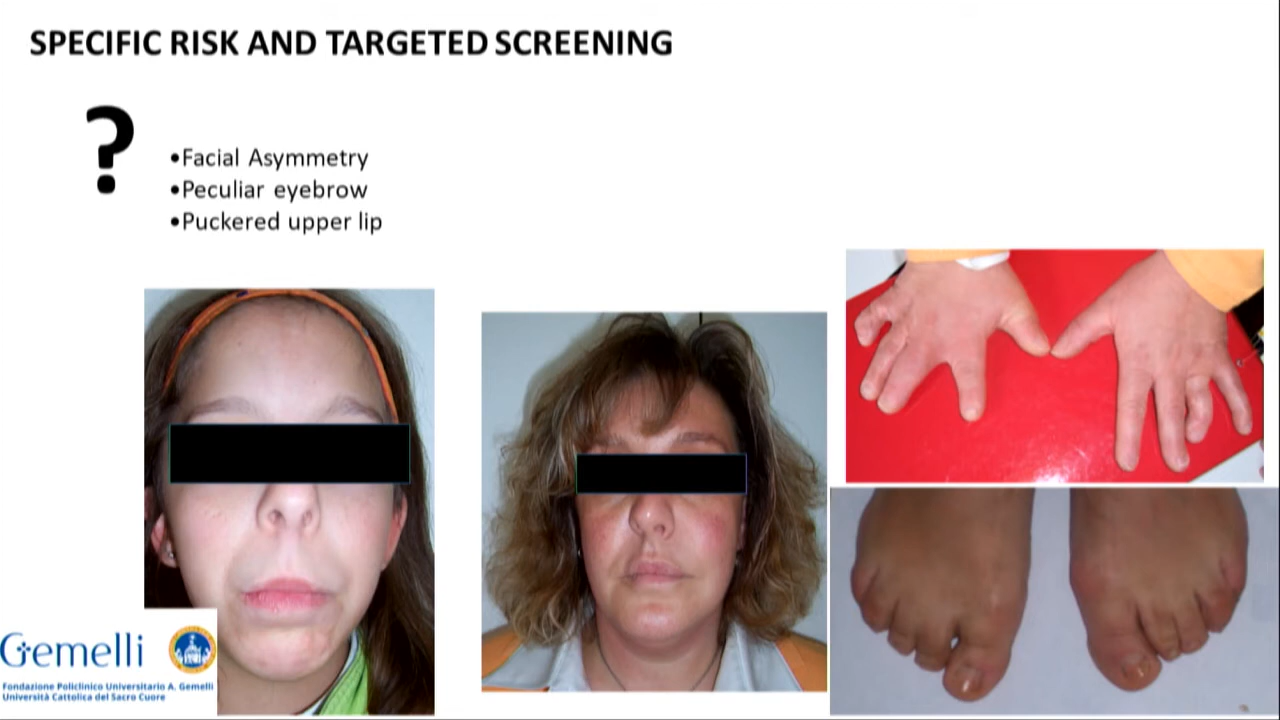 SPECIFIC RISK AND TARGETED SCREENING
?
•Facial Asymmetry
•Peculiar eyebrow
•Puckered upper lip
Gemelli
Fondazione Policlinico Universitario A. Gemelli
Università Cattolica del Sacro Cuore